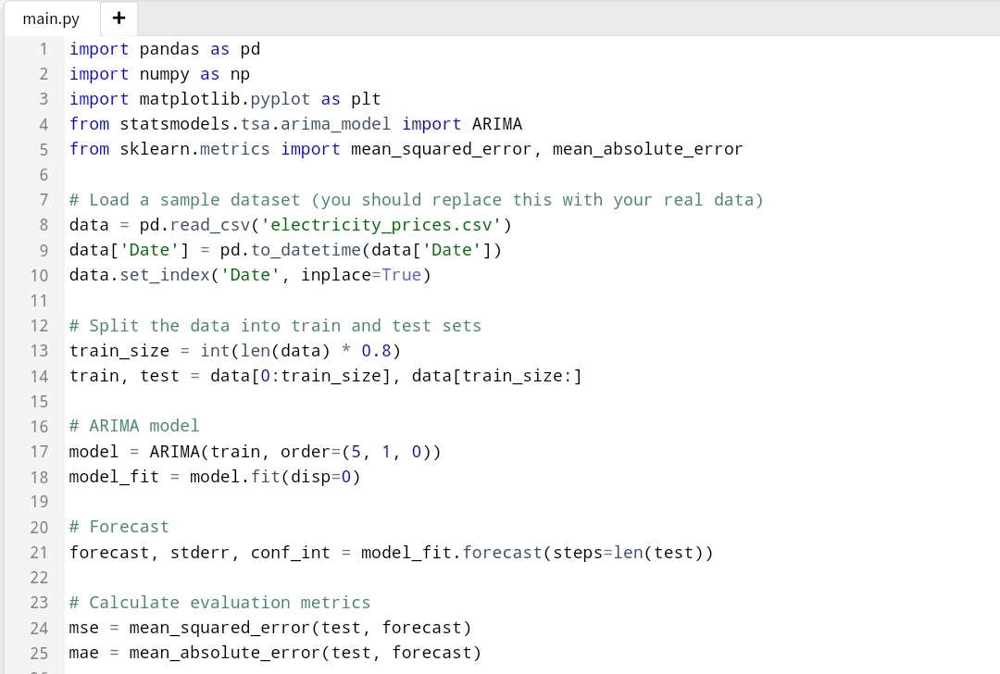 main.py +
1 import pandas as pd
2 import numpy as np
3 import matplotlib.pyplot as plt
4 from statsmodels.tsa.arima_model import ARIMA
5 from sklearn.metrics import mean_squared_error, mean_absolute_error
6
7 # Load a sample dataset (you should replace this with your real data)
8 data = pd.read_csv('electricity_prices.csv')
9 data['Date'] = pd.to_datetime(data['Date'])
10 data.set_index('Date', inplace=True)
11
12 # Split the data into train and test sets
13 train_size = int(len(data) * 0.8)
14 train, test = data[0:train_size], data[train_size:]
15
16 # ARIMA model
17 model = ARIMA(train, order=(5, 1, 0))
18 model_fit = model.fit(disp=0)
19
20 # Forecast
21 forecast, stderr, conf_int = model_fit.forecast(steps=len(test))
22
23 # Calculate evaluation metrics
24 mse = mean_squared_error(test, forecast)
25 mae = mean_absolute_error(test, forecast)